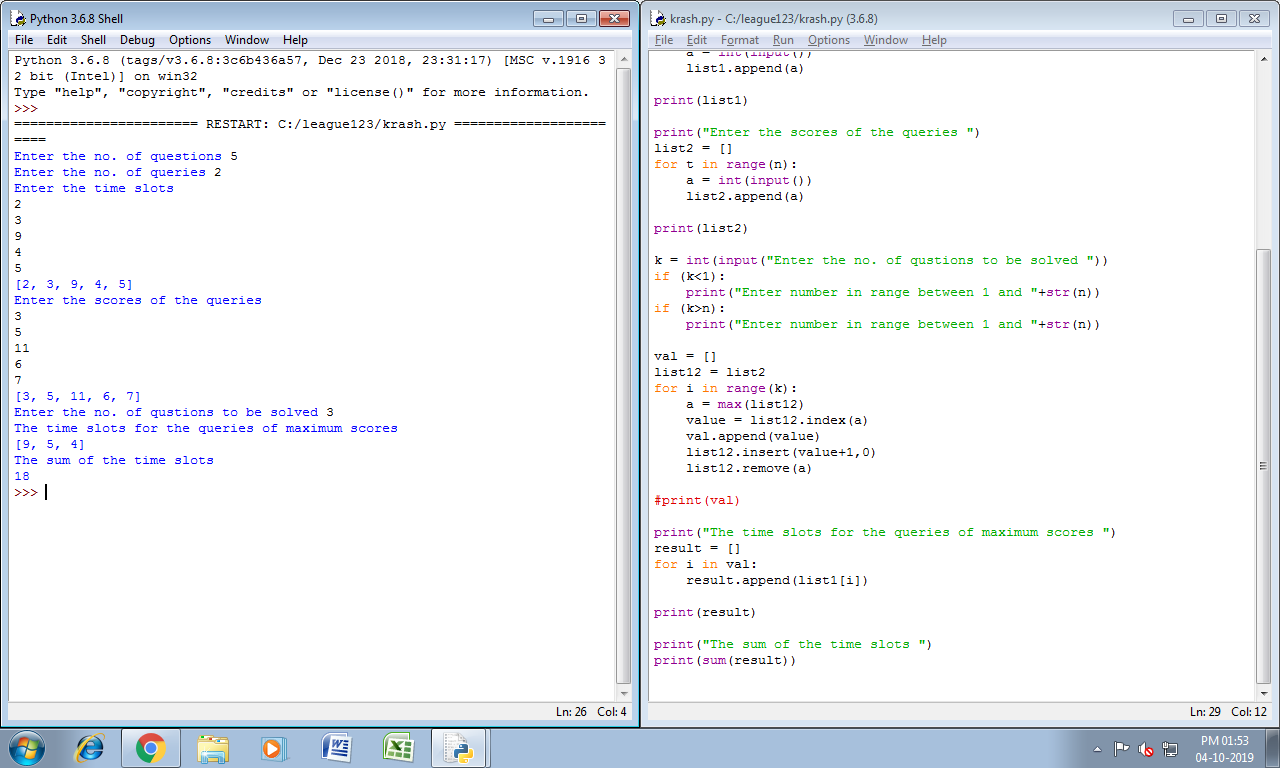 Python 3.6.8 Shell
File Edit Shell Debug Options Window Help
Python 3.6.8 (tags/v3.6.8:3c6b436a57, Dec 23 2018, 23:31:17) [MSC v.1916 3
2 bit (Intel)] on win32
Type "help", "copyright", "credits" or "license()" for more information.
>>>
======================= RESTART: C:/league123/krash.py ===================
====
Enter the no. of questions 5
Enter the no. of queries 2
Enter the time slots
2
3
9
4
5
[2, 3, 9, 4, 5]
Enter the scores of the queries
3
5
11
6
7
[3, 5, 11, 6, 7]
Enter the no. of qustions to be solved 3
The time slots for the queries of maximum scores
[9, 5, 4]
The sum of the time slots
18
>>>
Ln: 26 Col: 4
krash.py - C:/league123/krash.py (3.6.8)
File Edit Format Run Options Window Help
    a = int(input())
    list1.append(a)
print(list1)
print("Enter the scores of the queries ")
list2 = []
for t in range(n):
    a = int(input())
    list2.append(a)
print(list2)
k = int(input("Enter the no. of qustions to be solved "))
if (k<1):
    print("Enter number in range between 1 and "+str(n))
if (k>n):
    print("Enter number in range between 1 and "+str(n))
val = []
list12 = list2
for i in range(k):
    a = max(list12)
    value = list12.index(a)
    val.append(value)
    list12.insert(value+1,0)
    list12.remove(a)
#print(val)
print("The time slots for the queries of maximum scores ")
result = []
for i in val:
    result.append(list1[i])
print(result)
print("The sum of the time slots ")
print(sum(result))
Ln: 29 Col: 12
PM 01:53
04-10-2019